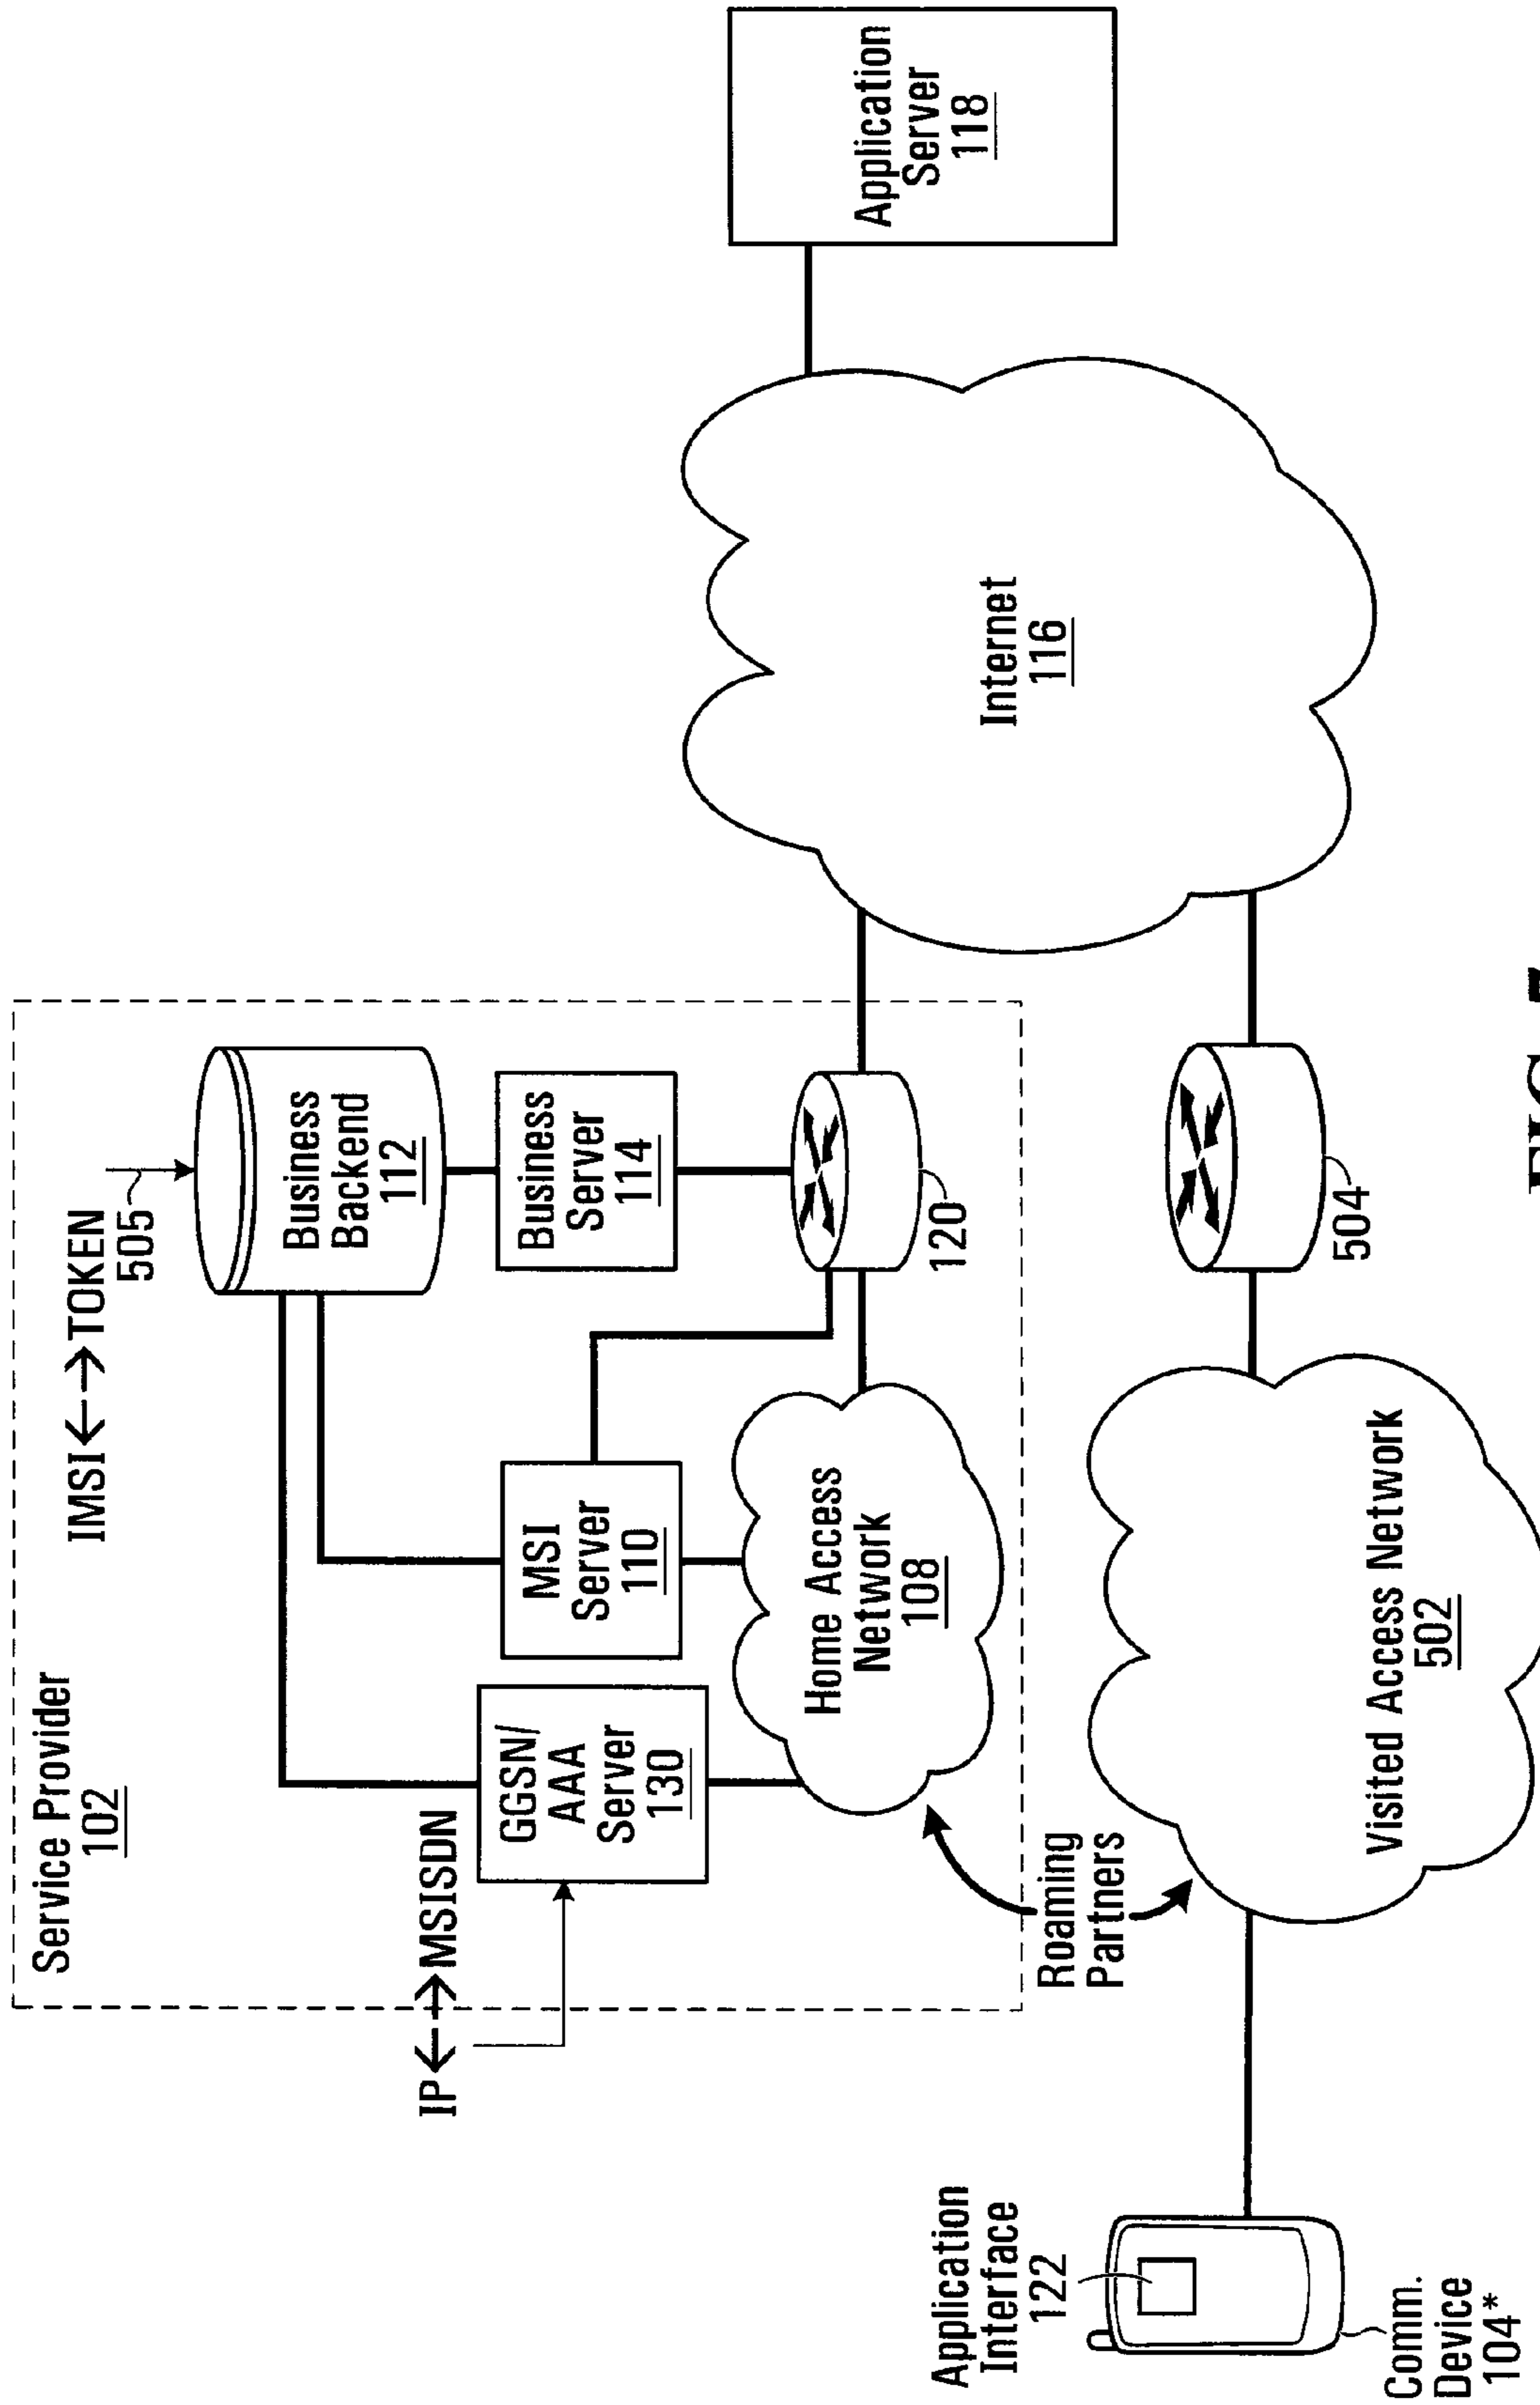 Service Provider
102
IMSI<-->TOKEN
505
IP<-->MSISDN
GGSN/
AAA
Server
130
MSI
Server
110
Business
Backend
112
Business
Server
114
Home Access
Network
108
120
Roaming
Partners
Application
Interface
122
Comm.
Device
104*
Visited Access Network
502
504
Internet
116
Application
Server
118